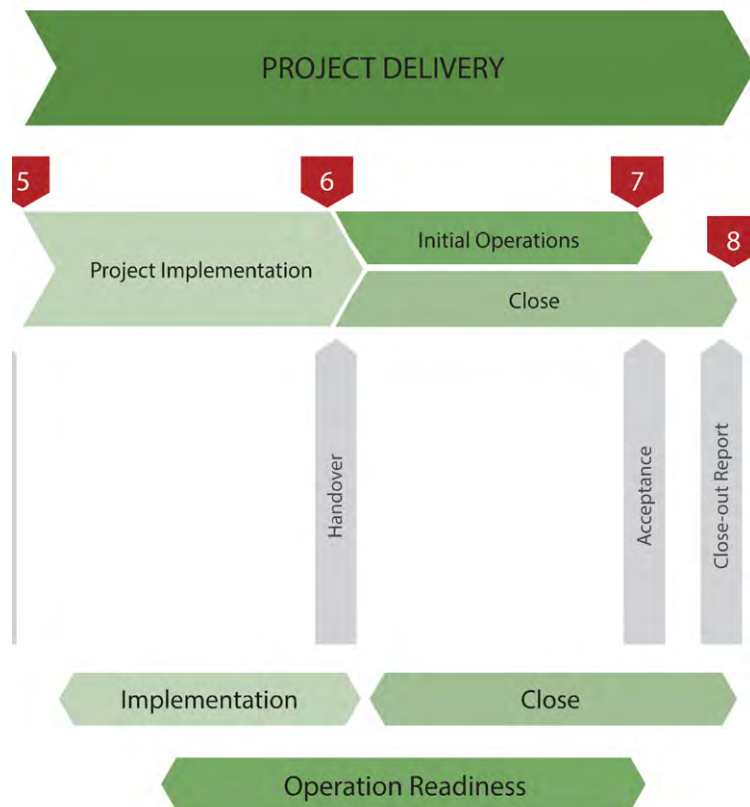 PROJECT DELIVERY
5
6
7
8
Project Implementation
Initial Operations
Close
Handover
Acceptance
Close-out Report
Implementation
Close
Operation Readiness